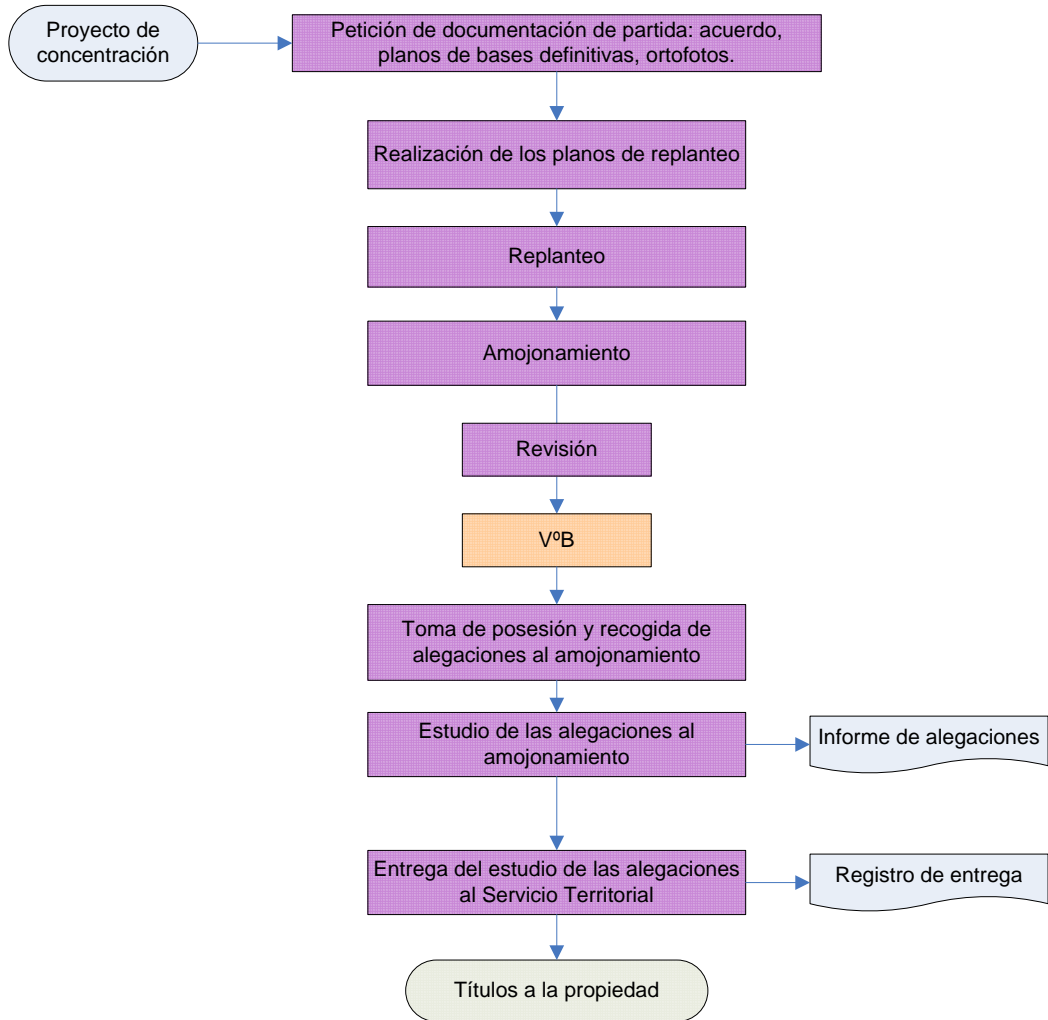 Proyecto de
concentración
Petición de documentación de partida: acuerdo,
planos de bases definitivas, ortofotos.
Realización de los planos de replanteo
Replanteo
Amojonamiento
Revisión
VºB
Toma de posesión y recogida de
alegaciones al amojonamiento
Estudio de las alegaciones al
amojonamiento
Informe de alegaciones
Entrega del estudio de las alegaciones
al Servicio Territorial
Registro de entrega
Títulos a la propiedad